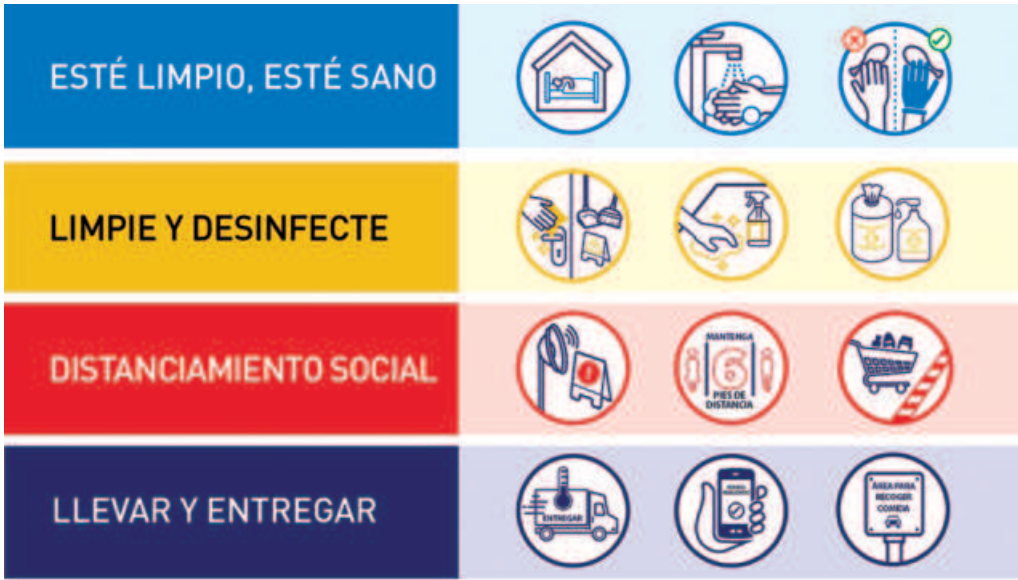 ESTÉ LIMPIO, ESTÉ SANO
LIMPIE Y DESINFECTE
DISTANCIAMIENTO SOCIAL
MANTENGA
6
PIES DE
DISTANCIA
LLEVAR Y ENTREGAR
ENTREGAR
ÁREA PARA
RECOGER
COMIDA